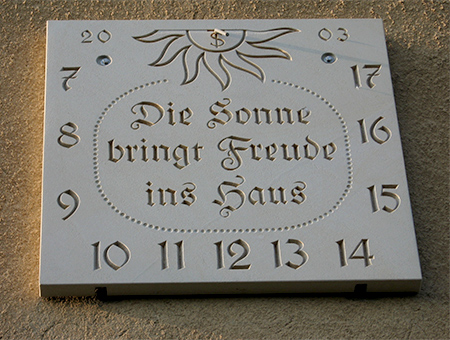 20 $ 03
7 17
Die Sonne
8 bringt Freude 16
ins Haus
9 15
10 11 12 13 14